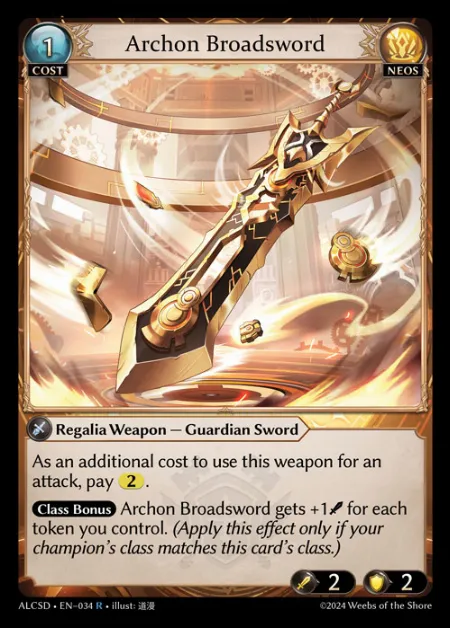 1
COST
Archon Broadsword
NEOS
Regalia Weapon — Guardian Sword
As an additional cost to use this weapon for an
attack, pay 2.
Class Bonus Archon Broadsword gets +1 for each
token you control. (Apply this effect only if your
champion's class matches this card's class.)
2 2
ALCSD • EN-034 R • illust: 道漫 ©2024 Weebs of the Shore